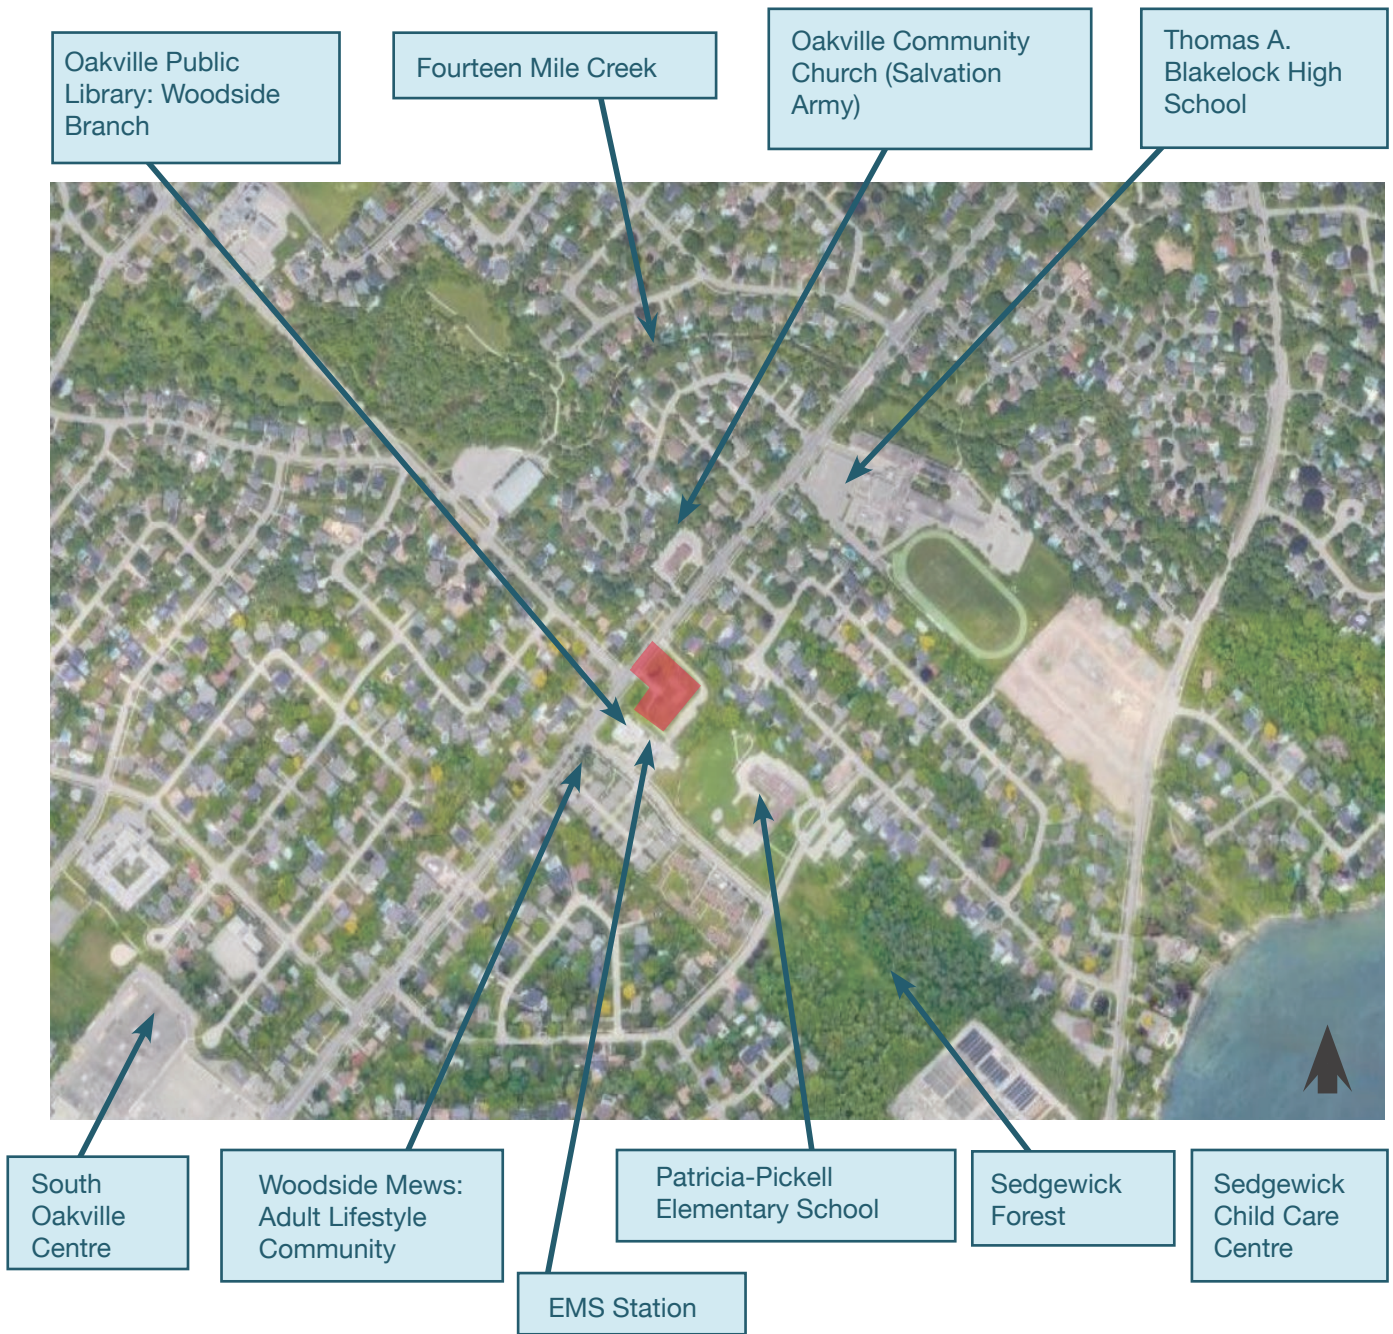 Oakville Public
Library: Woodside
Branch
Fourteen Mile Creek
Oakville Community
Church (Salvation
Army)
Thomas A.
Blakelock High
School
South
Oakville
Centre
Woodside Mews:
Adult Lifestyle
Community
EMS Station
Patricia-Pickell
Elementary School
Sedgewick
Forest
Sedgewick
Child Care
Centre